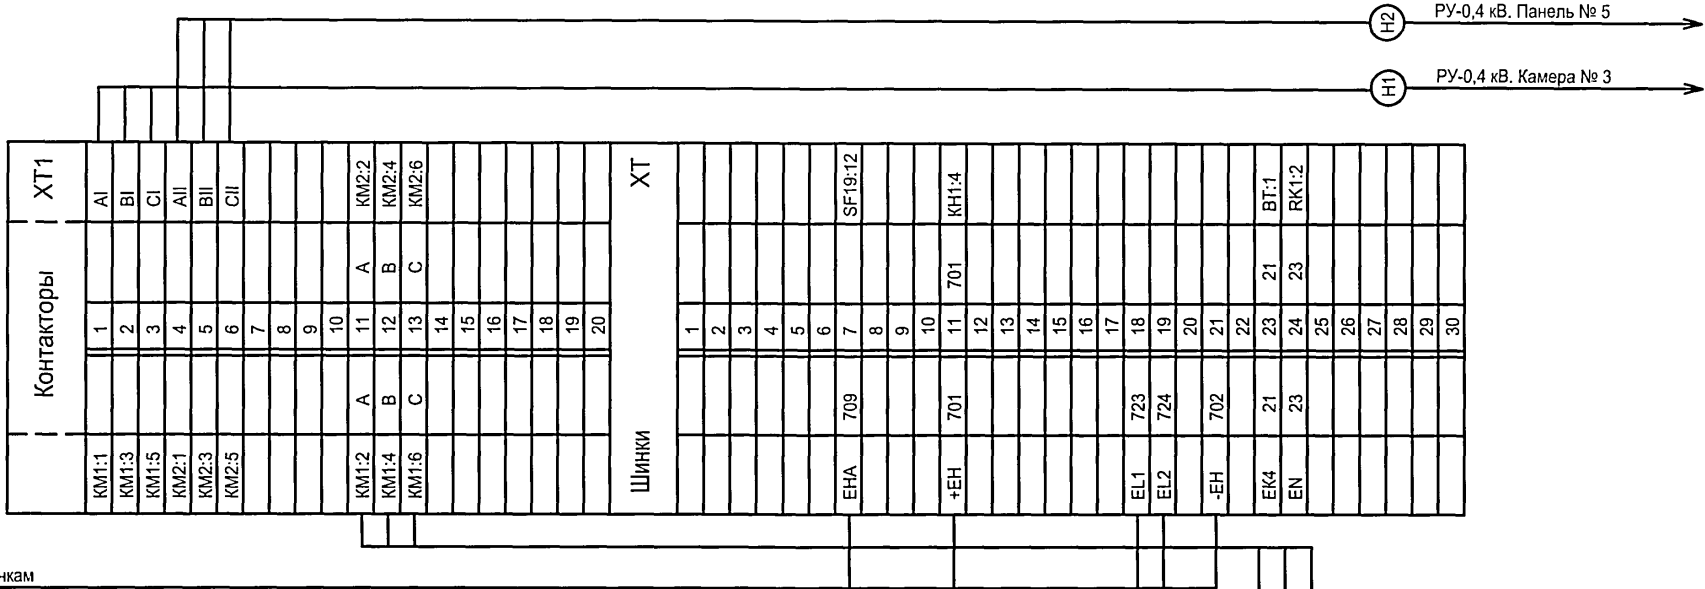 РУ-0,4 кВ. Панель № 5
Н2
РУ-0,4 кВ. Камера № 3
Н1
Контакторы XT1
KM1:1 1 AI
KM1:3 2 BI
KM1:5 3 CI
KM2:1 4 AII
KM2:3 5 BII
KM2:5 6 CII
7
8
9
10
KM1:2 A 11 A KM2:2
KM1:4 B 12 B KM2:4
KM1:6 C 13 C KM2:6
14
15
16
17
18
19
20
Шинки XT
1
2
3
4
5
6
EHA 709 7 SF19:12
8
9
10
+EH 701 11 701 KH1:4
12
13
14
15
16
17
EL1 723 18
EL2 724 19
20
-EH 702 21
22
EK4 21 23 21 BT:1
EN 23 24 23 RK1:2
25
26
27
28
29
30
нкам